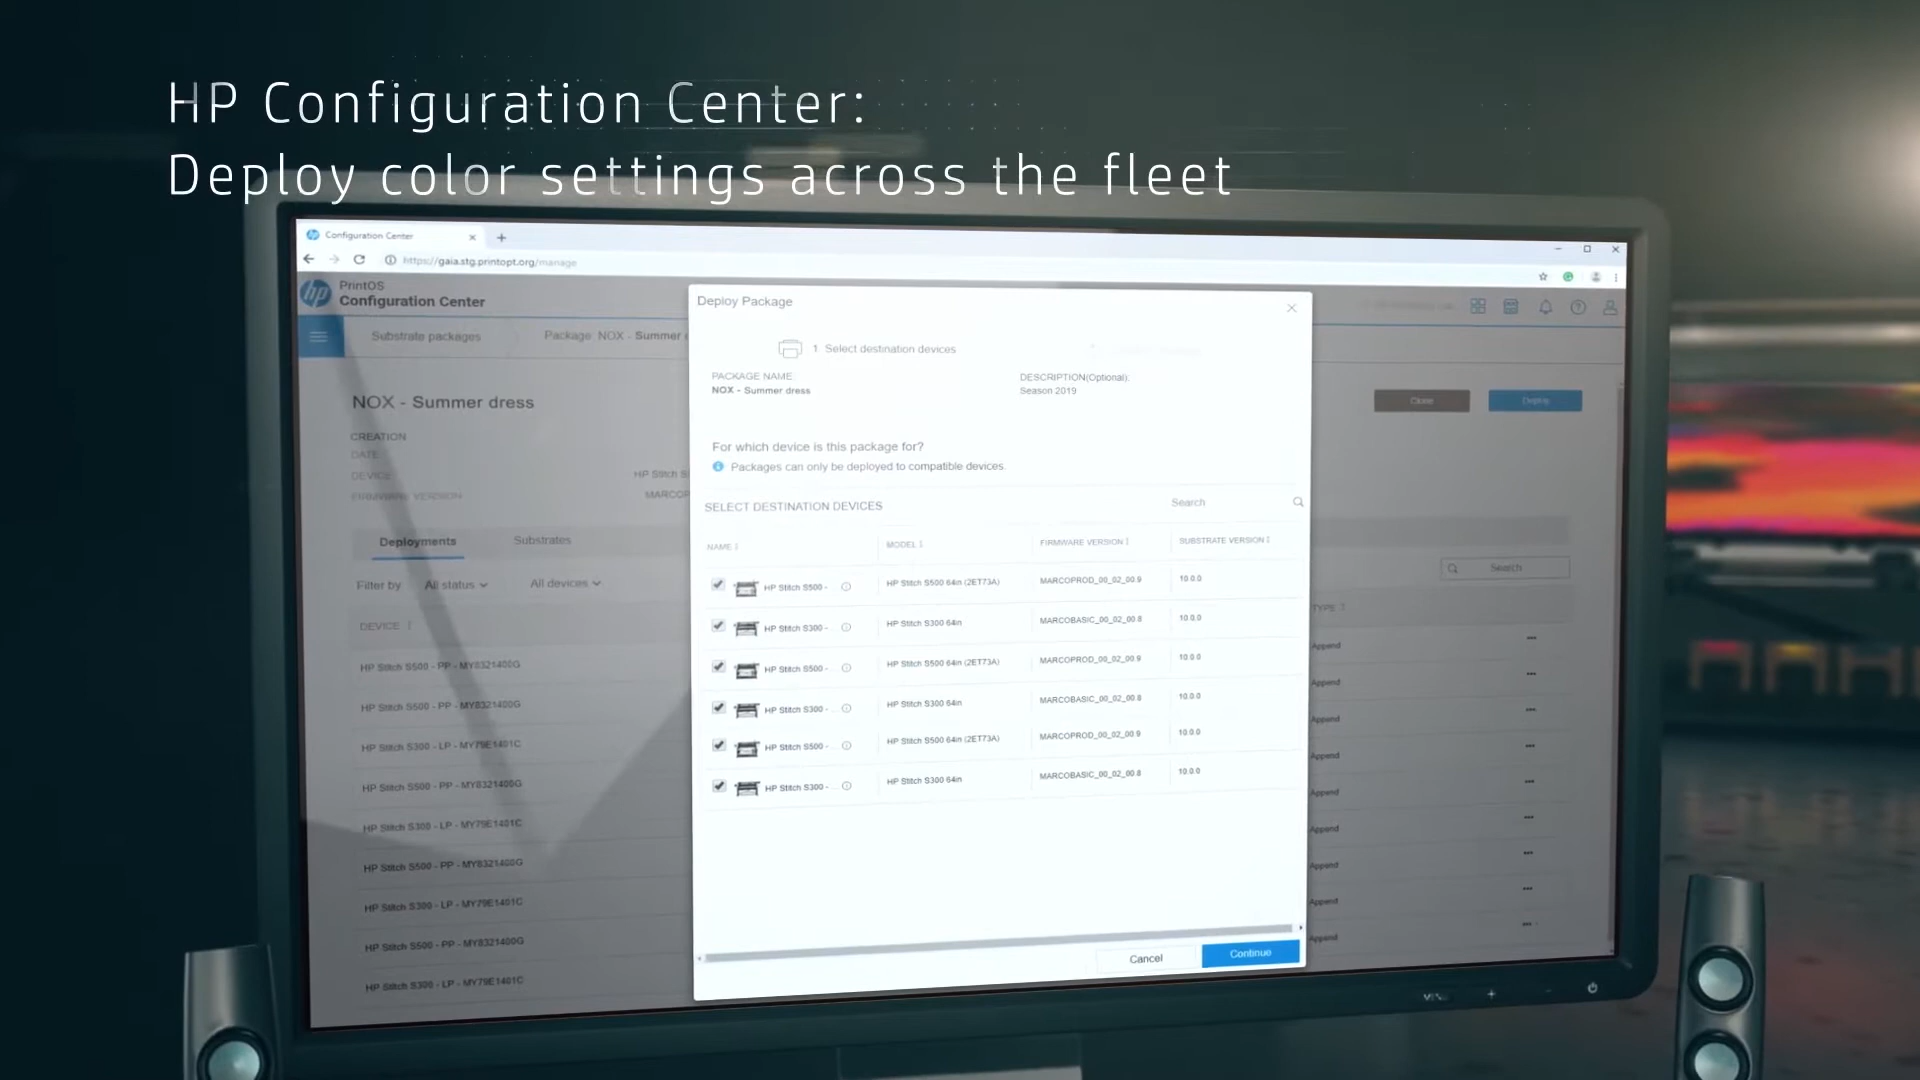 HP Configuration Center:
Deploy color settings across the fleet
Configuration Center
https://gaia.stg.printopt.org/manage
hp
PrintOS
Configuration Center
Substrate packages
Package NOX - Summer
NOX - Summer dress
Close
Deploy
CREATION
DATE
DEVICE
HP Stitch
FIRMWARE VERSION
Deployments
Substrates
Filter by
All status
All devices
Search
DEVICE
TYPE
HP Stitch S500 - PP - MY8321400G
Append
HP Stitch S500 - PP - MY8321400G
Append
HP Stitch S300 - LP - MY79E1401C
Append
HP Stitch S500 - PP - MY8321400G
Append
HP Stitch S300 - LP - MY79E1401C
Append
HP Stitch S500 - PP - MY8321400G
Append
HP Stitch S300 - LP - MY79E1401C
Append
HP Stitch S500 - PP - MY8321400G
Append
HP Stitch S300 - LP - MY79E1401C
Append
Deploy Package
1 Select destination devices
PACKAGE NAME:
NOX - Summer dress
DESCRIPTION(Optional):
Season 2019
For which device is this package for?
Packages can only be deployed to compatible devices.
SELECT DESTINATION DEVICES
Search
NAME MODEL FIRMWARE VERSION SUBSTRATE VERSION
HP Stitch S500 - HP Stitch S500 64in (2ET73A) MARCOPROD_00_02_00.9 10.0.0
HP Stitch S300 - HP Stitch S300 64in MARCOBASIC_00_02_00.8 10.0.0
HP Stitch S500 - HP Stitch S500 64in (2ET73A) MARCOPROD_00_02_00.9 10.0.0
HP Stitch S300 - HP Stitch S300 64in MARCOBASIC_00_02_00.8 10.0.0
HP Stitch S500 - HP Stitch S500 64in (2ET73A) MARCOPROD_00_02_00.9 10.0.0
HP Stitch S300 - HP Stitch S300 64in MARCOBASIC_00_02_00.8 10.0.0
Cancel
Continue